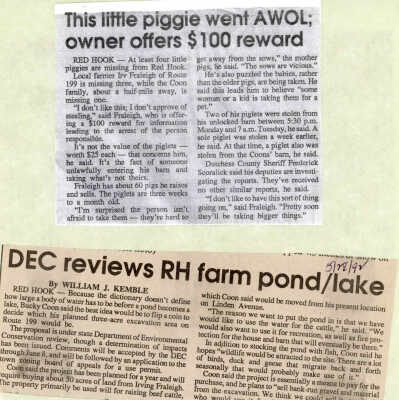 This little piggie went AWOL;
owner offers $100 reward
RED HOOK — At least four little
piggies are missing from Red Hook.
Local farmer Irv Fraleigh of Route
199 is missing three, while the Coon
family, about a half-mile away, is
missing one.
"I don't like this; I don't approve of
stealing," said Fraleigh, who is offer-
ing a $100 reward for information
leading to the arrest of the person
responsible.
It's not the value of the piglets —
worth $25 each — that concerns him,
he said. It's the fact of someone
unlawfully entering his barn and
taking what's not theirs.
Fraleigh has about 60 pigs he raises
and sells. The piglets are three weeks
to a month old.
"I'm surprised the person isn't
afraid to take them — they're hard to
get away from the sows," the mother
pigs, he said. "The sows are vicious."
He's also puzzled the babies, rather
than the older pigs, are being taken. He
said this leads him to believe "some
woman or a kid is taking them for a
pet."
Two of his piglets were stolen from
his unlocked barn between 5:30 p.m.
Monday and 7 a.m. Tuesday, he said. A
sole piglet was stolen a week earlier,
he said. At that time, a piglet also was
stolen from the Coons' barn, he said.
Dutchess County Sheriff Frederick
Scoralick said his deputies are investi-
gating the reports. They've received
no other similar reports, he said.
"I don't like to have this sort of thing
going on," said Fraleigh. "Pretty soon
they'll be taking bigger things."
DEC reviews RH farm pond/lake
By WILLIAM J. KEMBLE
RED HOOK — Because the dictionary doesn't define
how large a body of water has to be before a pond becomes a
lake, Bucky Coon said the best idea would be to flip a coin to
decide which his planned three-acre excavation area on
Route 199 would be.
The proposal is under state Department of Environmental
Conservation review, though a determination of impacts
has been issued. Comments will be accepted by the DEC
through June 8, and will be followed by an application to the
town zoning board of appeals for a use permit.
Coon said the project has been planned for a year and will
require buying about 50 acres of land from Irving Fraleigh.
The property primarily be used will for raising beef cattle,
which Coon said would be moved from his present location
on Linden Avenue.
"The reason we want to put the pond in is that we have
would like to use the water for the cattle," he said. "We
would also want to use it for recreation, as well as fire pro-
tection for the house and barn that will eventually be there."
In addition to stocking the pond with fish, Coon said he
hopes "wildlife would be attracted to the site. There are a lot
of birds, duck and geese that migrate back and forth
seasonally that would probably make use of it."
Coon said the project is essentially a means to pay for the
purchase, and he plans to "sell bank-run gravel and material
from the excavation. We think we could